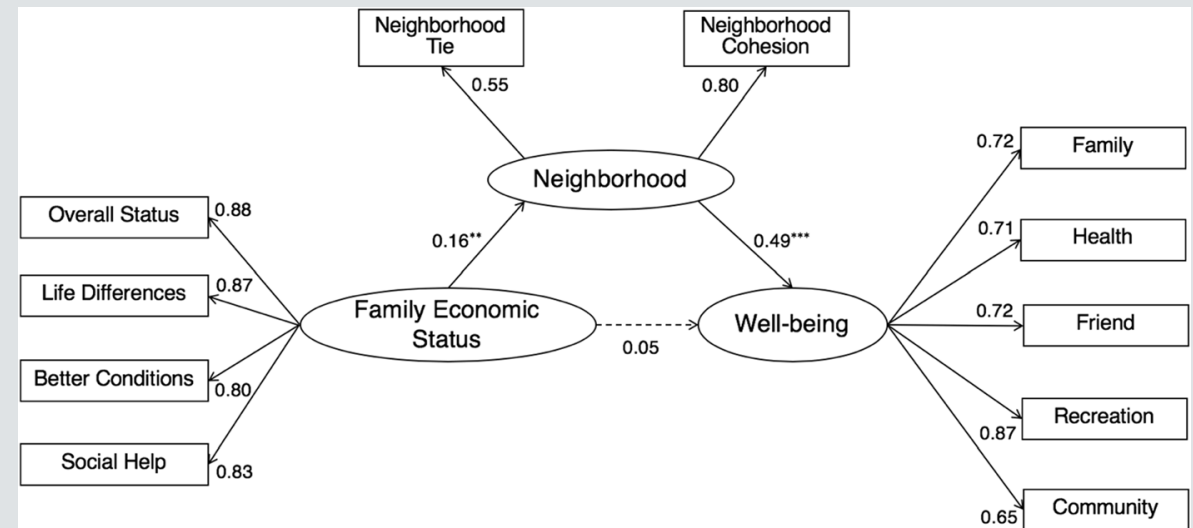 Neighborhood
Tie
Neighborhood
Cohesion
0.55
0.80
Neighborhood
0.72
Family
Overall Status
0.88
0.16**
0.49***
0.71
Health
Life Differences
0.87
Family Economic
Status
0.05
Well-being
0.72
Friend
Better Conditions
0.80
Recreation
0.87
Social Help
0.83
Community
0.65